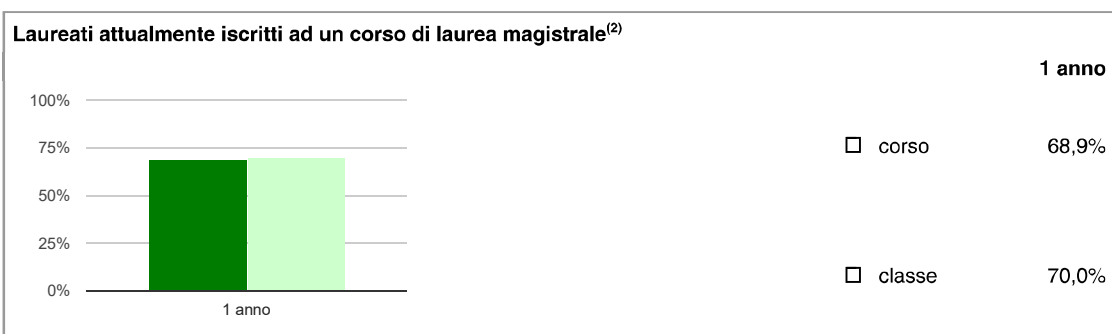 Laureati attualmente iscritti ad un corso di laurea magistrale(2)
1 anno
100%
75%
50%
25%
0%
1 anno
corso 68,9%
classe 70,0%